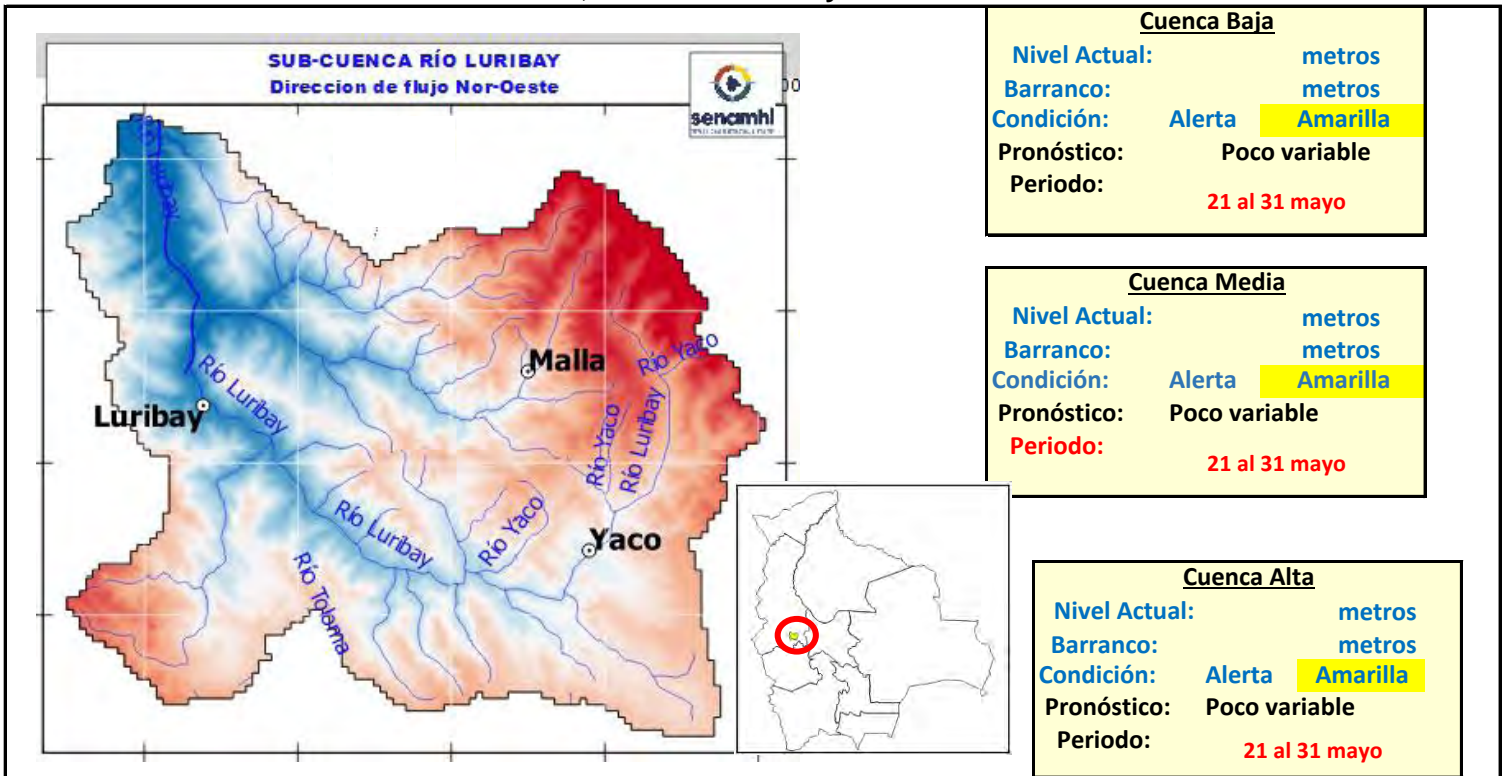 SUB-CUENCA RÍO LURIBAY
Direccion de flujo Nor-Oeste
senamhi
00
Luribay
Río Luribay
Malla
Río Yaco
Luribay
Río Yaco
Río Luribay
Río Luribay
Río Yaco
Yaco
Río Toloma
Cuenca Baja
Nivel Actual: metros
Barranco: metros
Condición: Alerta Amarilla
Pronóstico: Poco variable
Periodo:
21 al 31 mayo
Cuenca Media
Nivel Actual: metros
Barranco: metros
Condición: Alerta Amarilla
Pronóstico: Poco variable
Periodo:
21 al 31 mayo
Cuenca Alta
Nivel Actual: metros
Barranco: metros
Condición: Alerta Amarilla
Pronóstico: Poco variable
Periodo:
21 al 31 mayo